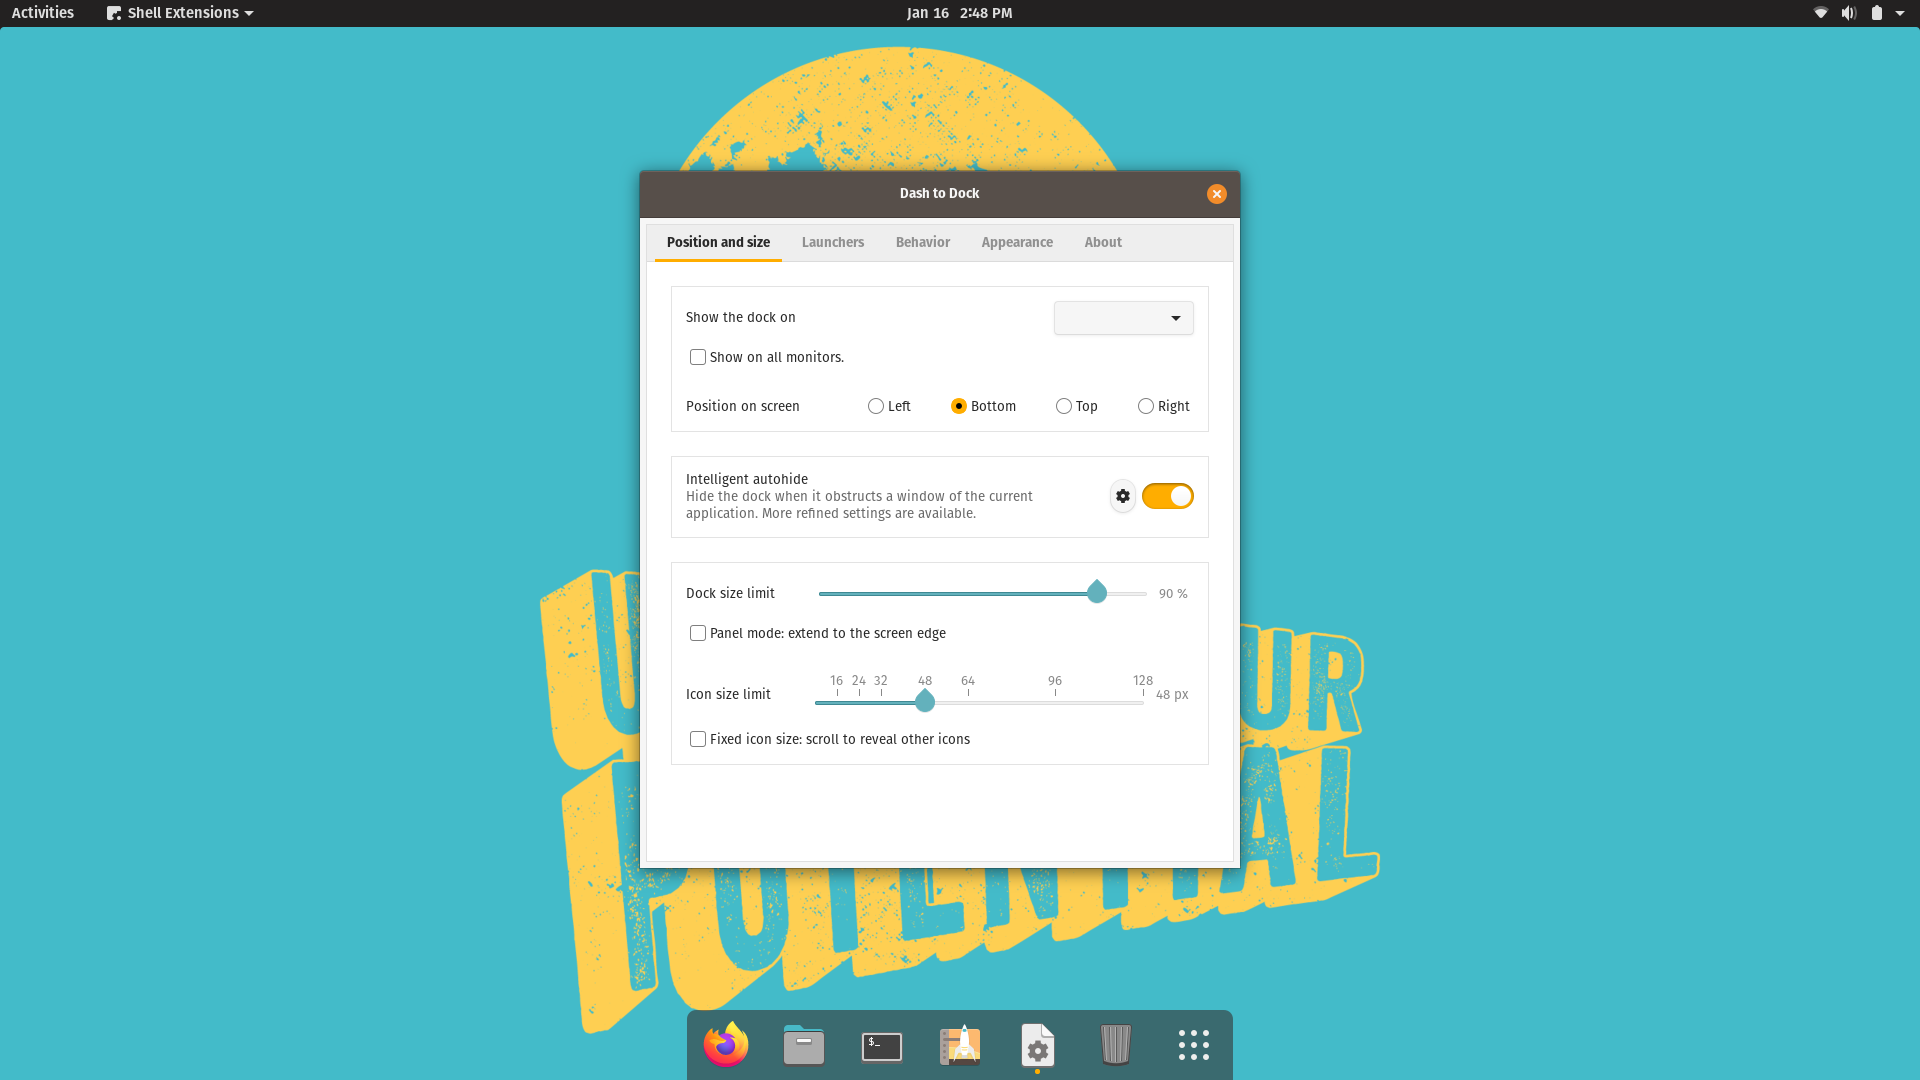 Activities
Shell Extensions
Jan 16 2:48 PM
Dash to Dock
Position and size
Launchers
Behavior
Appearance
About
Show the dock on
Show on all monitors.
Position on screen
Left
Bottom
Top
Right
Intelligent autohide
Hide the dock when it obstructs a window of the current
application. More refined settings are available.
Dock size limit
90 %
Panel mode: extend to the screen edge
16 24 32 48 64 96 128
Icon size limit
48 px
Fixed icon size: scroll to reveal other icons
UR
POTENTIAL
$_